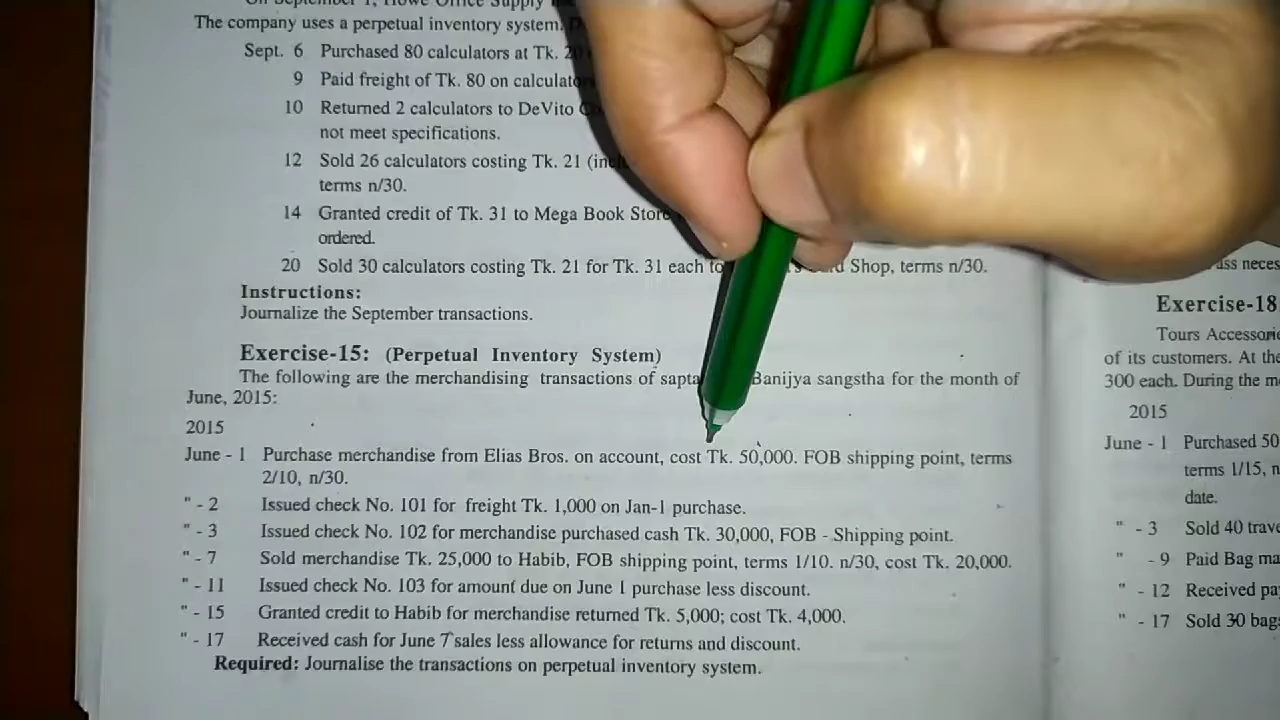 The company uses a perpetual inventory system.
Sept. 6 Purchased 80 calculators at Tk. 20
9 Paid freight of Tk. 80 on
10 Returned 2 calculators to DeVito
not meet specifications.
12 Sold 26 calculators costing Tk. 21
terms n/30.
14 Granted credit of Tk. 31 to Mega Book
ordered.
20 Sold 30 calculators costing Tk. 21 for Tk. 31 each to Shop, terms n/30.
Instructions:
Journalize the September transactions.
Exercise-15: (Perpetual Inventory System)
The following are the merchandising transactions of Banijya sangstha for the month of
June, 2015:
2015
June - 1 Purchase merchandise from Elias Bros. on account, cost Tk. 50,000. FOB shipping point, terms
2/10, n/30.
" - 2 Issued check No. 101 for freight Tk. 1,000 on Jan-1 purchase.
" - 3 Issued check No. 102 for merchandise purchased cash Tk. 30,000, FOB - Shipping point.
" - 7 Sold merchandise Tk. 25,000 to Habib, FOB shipping point, terms 1/10. n/30, cost Tk. 20,000.
" - 11 Issued check No. 103 for amount due on June 1 purchase less discount.
" - 15 Granted credit to Habib for merchandise returned Tk. 5,000; cost Tk. 4,000.
" - 17 Received cash for June 7 sales less allowance for returns and discount.
Required: Journalise the transactions on perpetual inventory system.
Exercise-18
Tours
of its customers. At the
300 each. During the
2015
June - 1 Purchased 50
terms 1/15,
date.
" - 3 Sold 40
" - 9 Paid Bag
" - 12 Received
" - 17 Sold 30